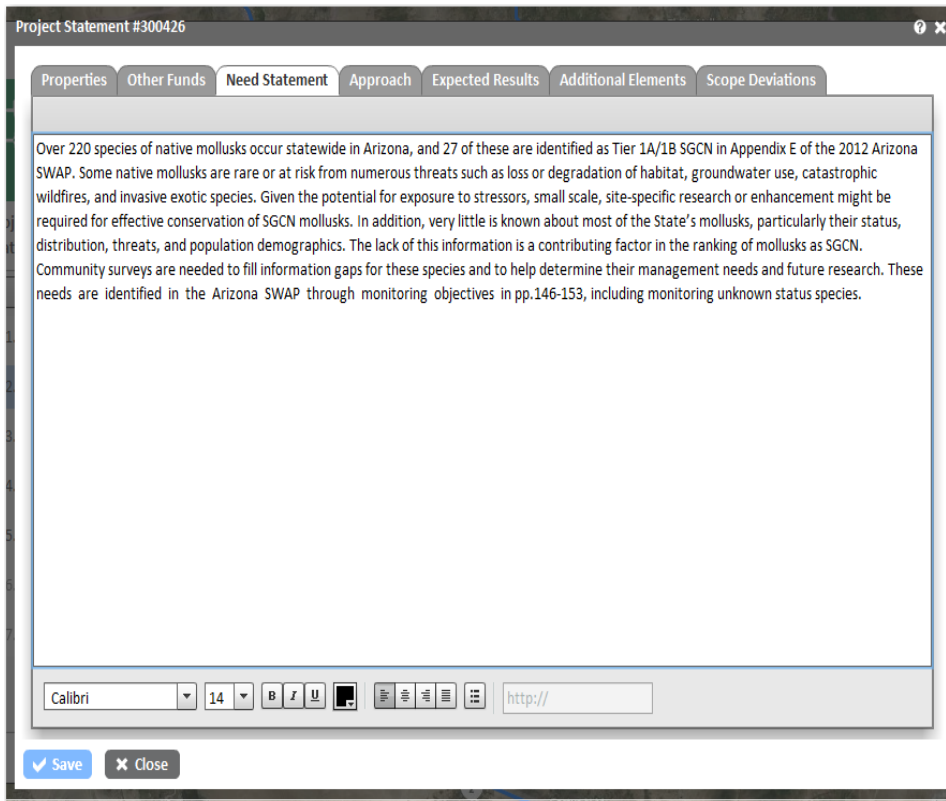 Project Statement #300426
Properties
Other Funds
Need Statement
Approach
Expected Results
Additional Elements
Scope Deviations
Over 220 species of native mollusks occur statewide in Arizona, and 27 of these are identified as Tier 1A/1B SGCN in Appendix E of the 2012 Arizona
SWAP. Some native mollusks are rare or at risk from numerous threats such as loss or degradation of habitat, groundwater use, catastrophic
wildfires, and invasive exotic species. Given the potential for exposure to stressors, small scale, site-specific research or enhancement might be
required for effective conservation of SGCN mollusks. In addition, very little is known about most of the State's mollusks, particularly their status,
distribution, threats, and population demographics. The lack of this information is a contributing factor in the ranking of mollusks as SGCN.
Community surveys are needed to fill information gaps for these species and to help determine their management needs and future research. These
needs are identified in the Arizona SWAP through monitoring objectives in pp.146-153, including monitoring unknown status species.
Calibri
14
B I U
http://
Save
Close